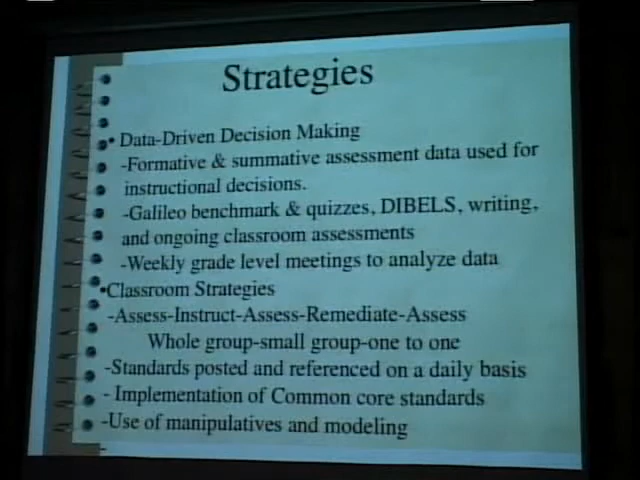 Strategies
• Data-Driven Decision Making
-Formative & summative assessment data used for
instructional decisions.
-Galileo benchmark & quizzes, DIBELS, writing,
and ongoing classroom assessments
-Weekly grade level meetings to analyze data
•Classroom Strategies
-Assess-Instruct-Assess-Remediate-Assess
Whole group-small group-one to one
-Standards posted and referenced on a daily basis
- Implementation of Common core standards
-Use of manipulatives and modeling
-